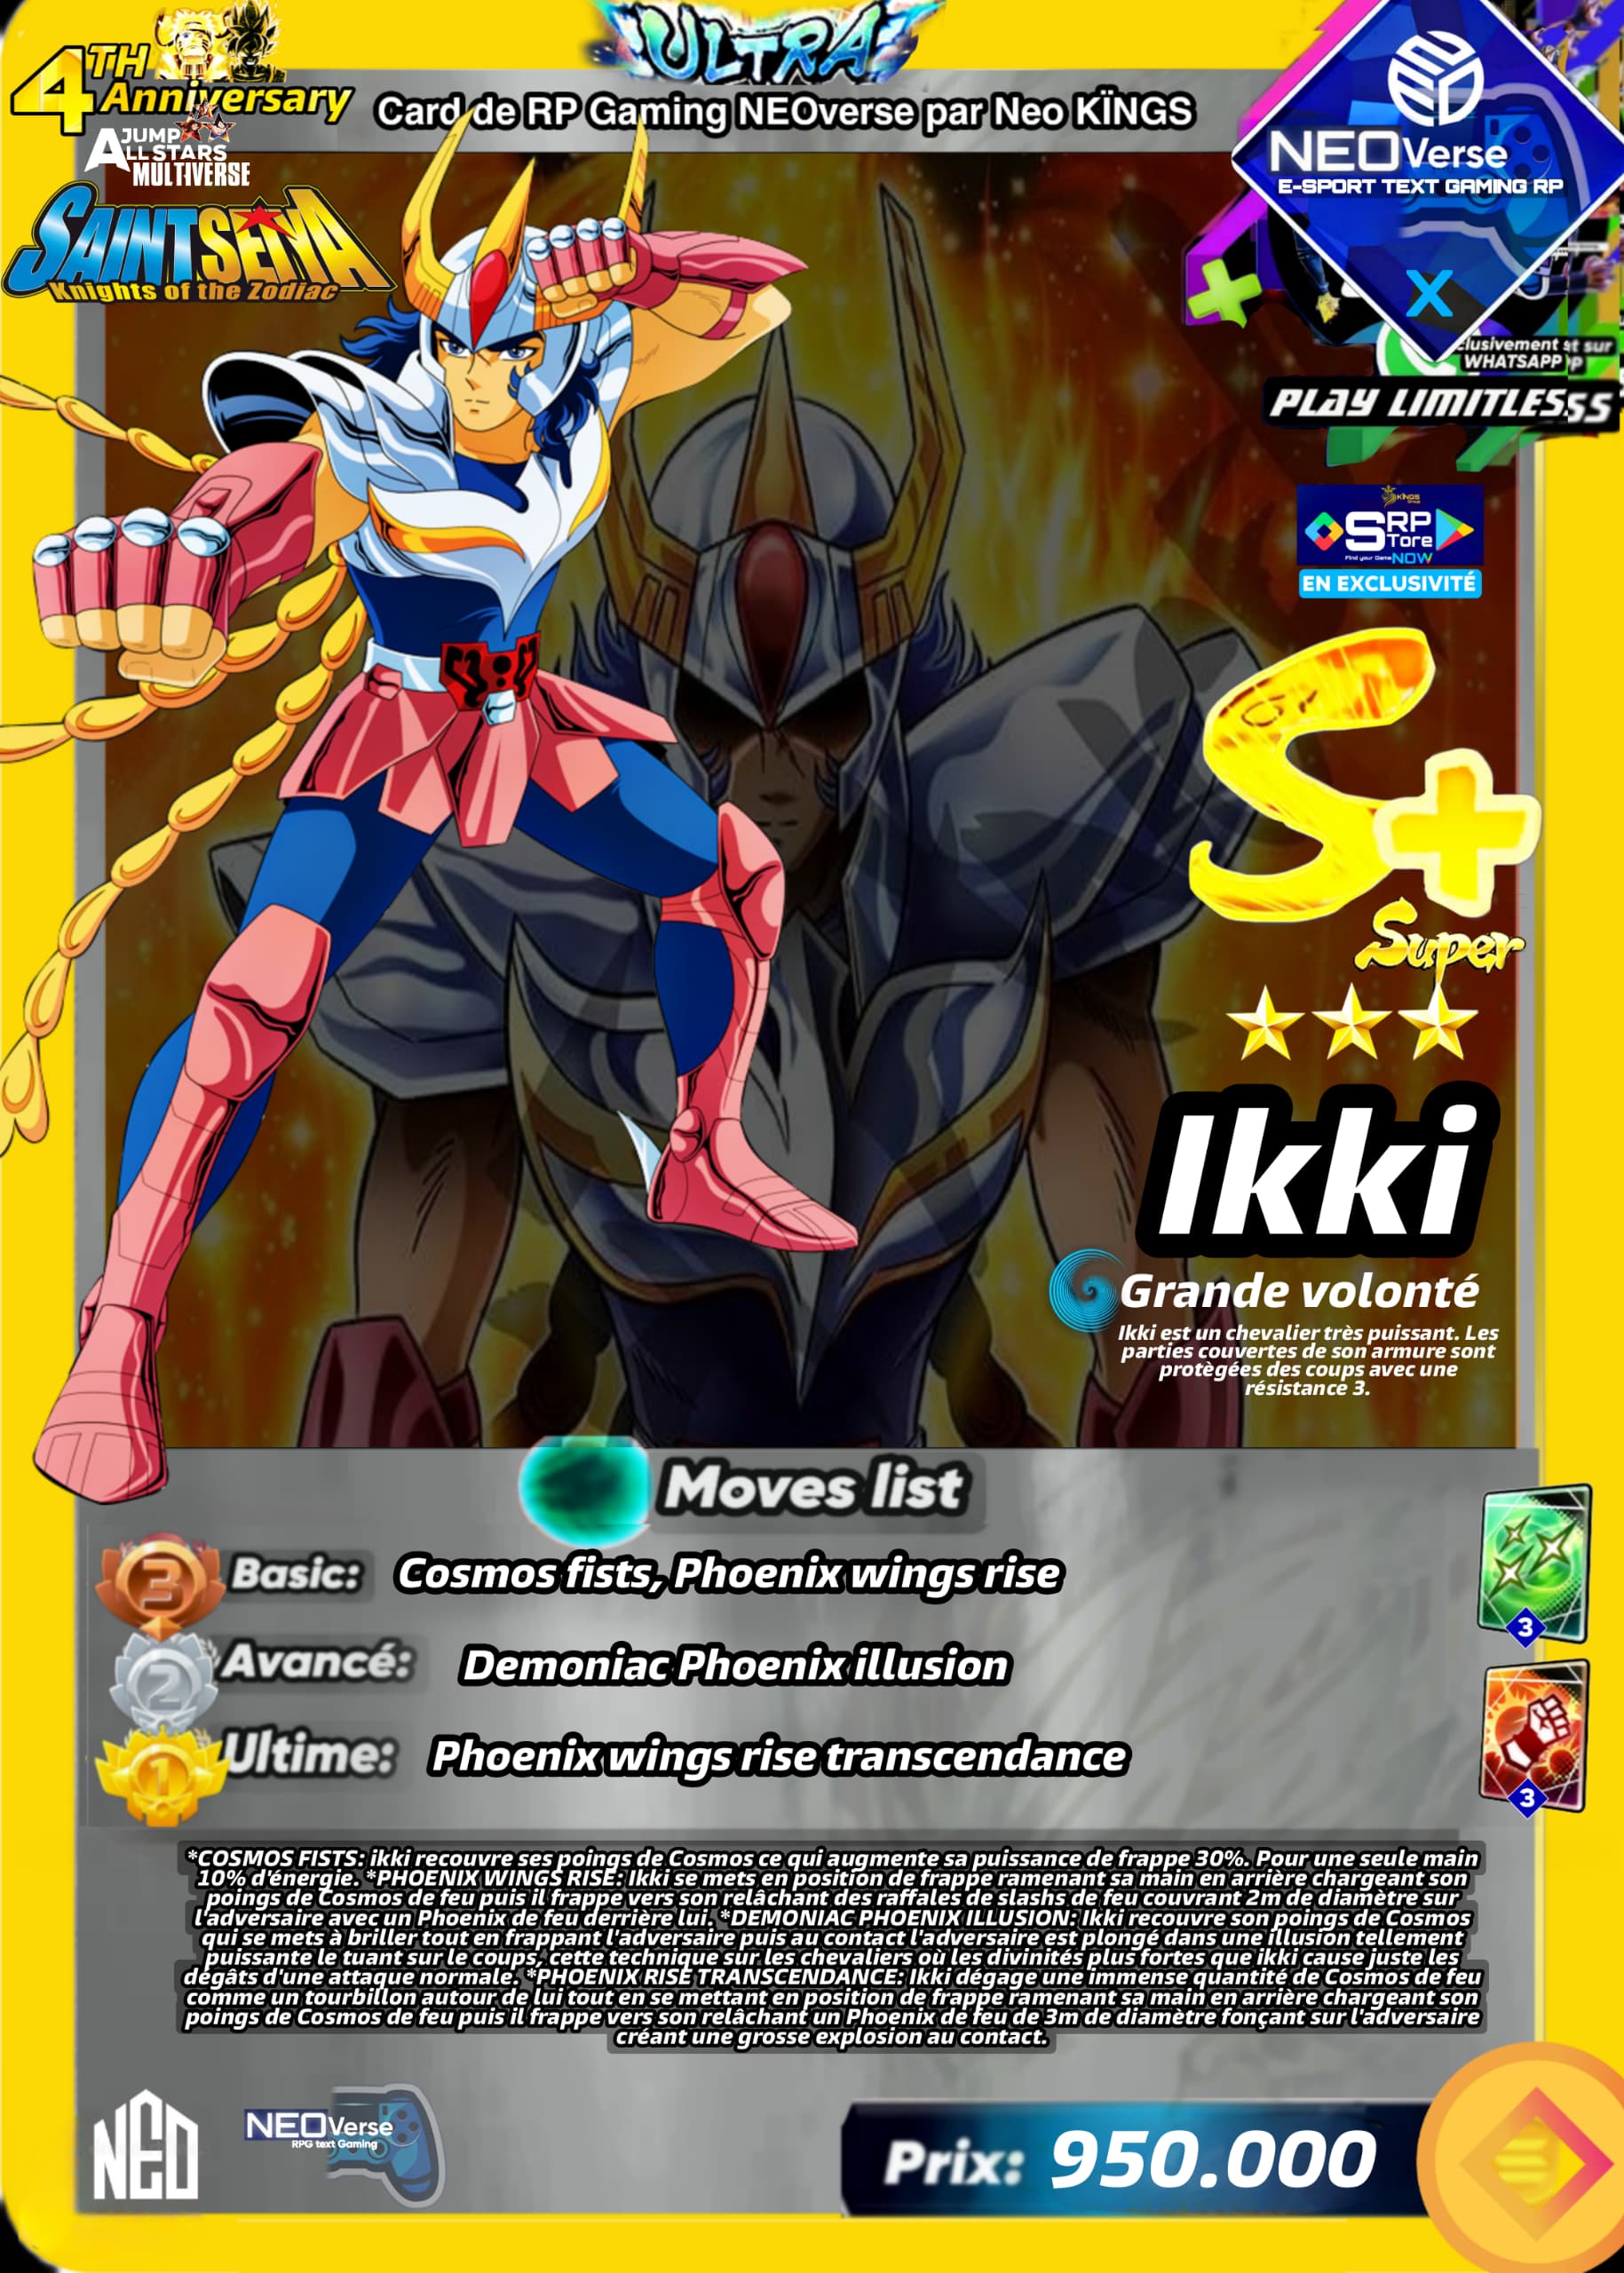 ULTRA
4TH
Anniversary
JUMP
ALL STARS
MULTIVERSE
SAINT SEIYA
Knights of the Zodiac
Card de RP Gaming NEOverse par Neo KÏNGS
NEOVerse
E-SPORT TEXT GAMING RP
X
WHATSAPP
PLAY LIMITLESS
KÏNGS
SRP
Tore
Find your Game NOW
EN EXCLUSIVITÉ
S+
Super
Ikki
Grande volonté
Ikki est un chevalier très puissant. Les
parties couvertes de son armure sont
protègées des coups avec une
résistance 3.
Moves list
3 Basic: Cosmos fists, Phoenix wings rise
3
2 Avancé: Demoniac Phoenix illusion
1 Ultime: Phoenix wings rise transcendance
3
*COSMOS FISTS: ikki recouvre ses poings de Cosmos ce qui augmente sa puissance de frappe 30%. Pour une seule main
10% d'énergie. *PHOENIX WINGS RISE: Ikki se mets en position de frappe ramenant sa main en arrière chargeant son
poings de Cosmos de feu puis il frappe vers son relâchant des raffales de slashs de feu couvrant 2m de diamètre sur
l'adversaire avec un Phoenix de feu derrière lui. *DEMONIAC PHOENIX ILLUSION: Ikki recouvre son poings de Cosmos
qui se mets à briller tout en frappant l'adversaire puis au contact l'adversaire est plongé dans une illusion tellement
puissante le tuant sur le coups, cette technique sur les chevaliers où les divinités plus fortes que ikki cause juste les
dégâts d'une attaque normale. *PHOENIX RISE TRANSCENDANCE: Ikki dégage une immense quantité de Cosmos de feu
comme un tourbillon autour de lui tout en se mettant en position de frappe ramenant sa main en arrière chargeant son
poings de Cosmos de feu puis il frappe vers son relâchant un Phoenix de feu de 3m de diamètre fonçant sur l'adversaire
créant une grosse explosion au contact.
NEO
NEOVerse
RPG text Gaming
Prix: 950.000